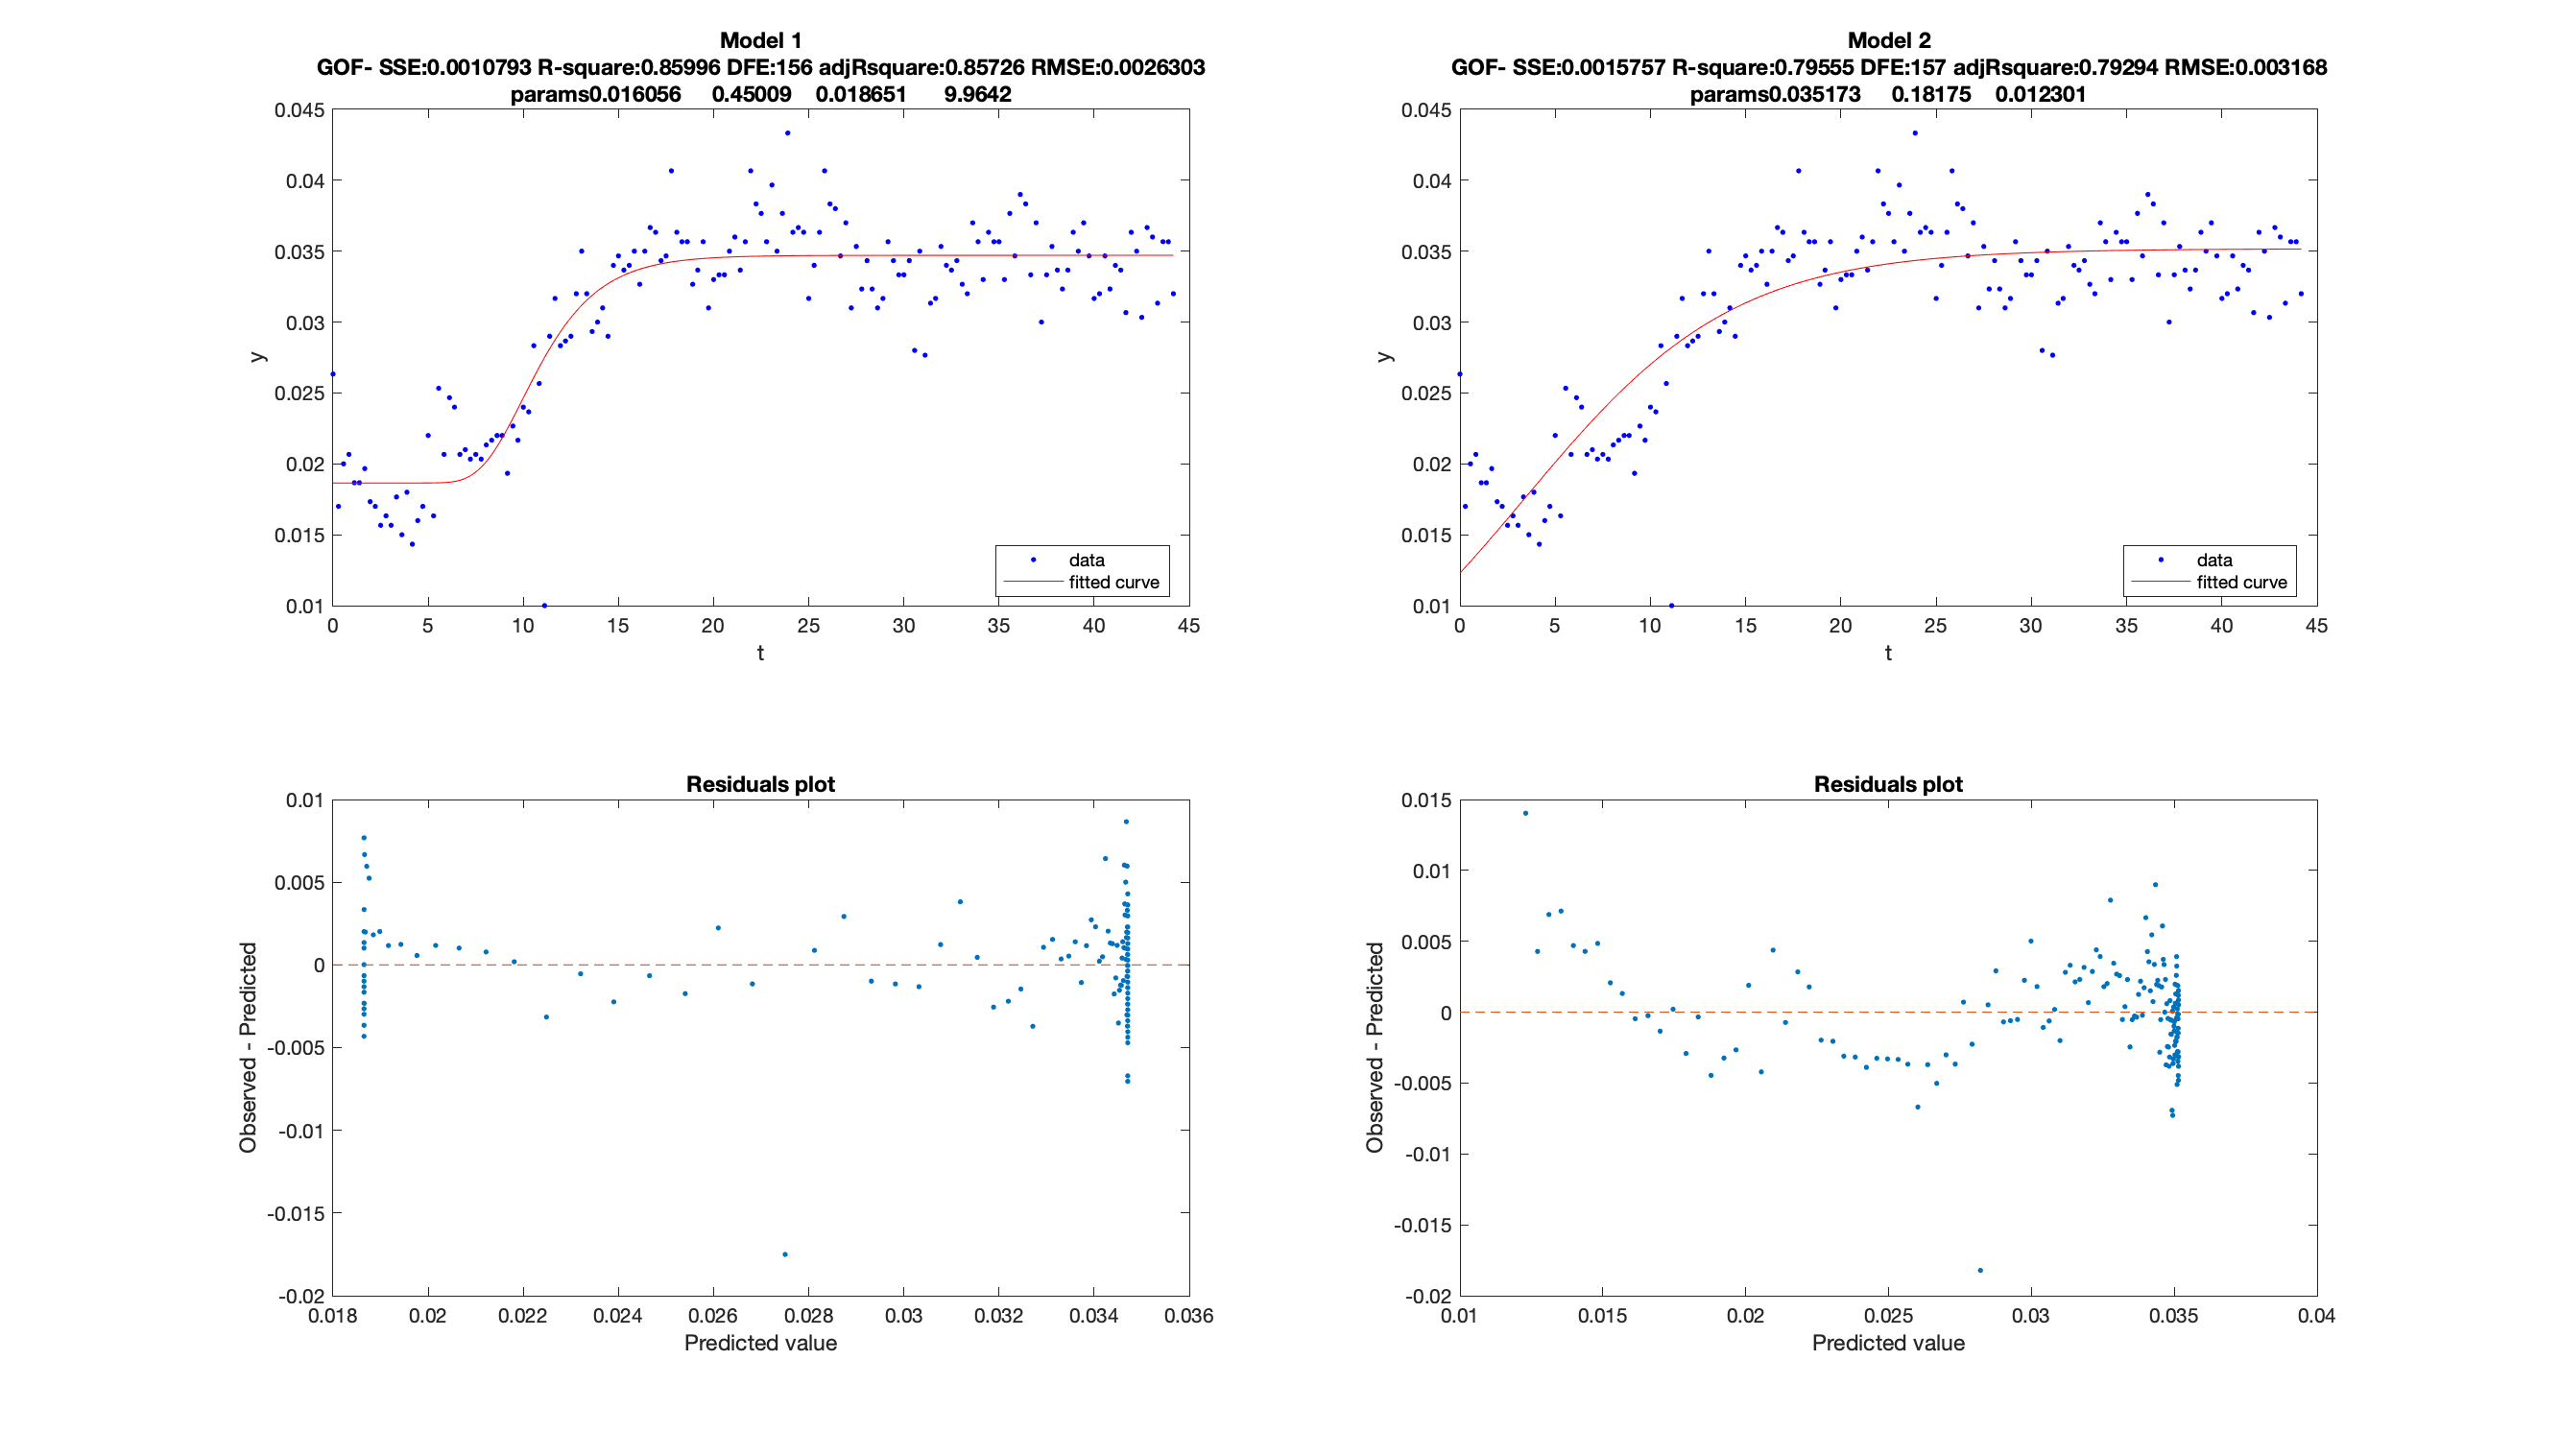 Model 1
GOF- SSE:0.0010793 R-square:0.85996 DFE:156 adjRsquare:0.85726 RMSE:0.0026303
params0.016056 0.45009 0.018651 9.9642
0.045
0.04
0.035
0.03
0.025
0.02
0.015
0.01
y
0 5 10 15 20 25 30 35 40 45
t
data
fitted curve
Model 2
GOF- SSE:0.0015757 R-square:0.79555 DFE:157 adjRsquare:0.79294 RMSE:0.003168
params0.035173 0.18175 0.012301
0.045
0.04
0.035
0.03
0.025
0.02
0.015
0.01
y
0 5 10 15 20 25 30 35 40 45
t
data
fitted curve
Residuals plot
0.01
0.005
0
-0.005
-0.01
-0.015
-0.02
Observed - Predicted
0.018 0.02 0.022 0.024 0.026 0.028 0.03 0.032 0.034 0.036
Predicted value
Residuals plot
0.015
0.01
0.005
0
-0.005
-0.01
-0.015
-0.02
Observed - Predicted
0.01 0.015 0.02 0.025 0.03 0.035 0.04
Predicted value